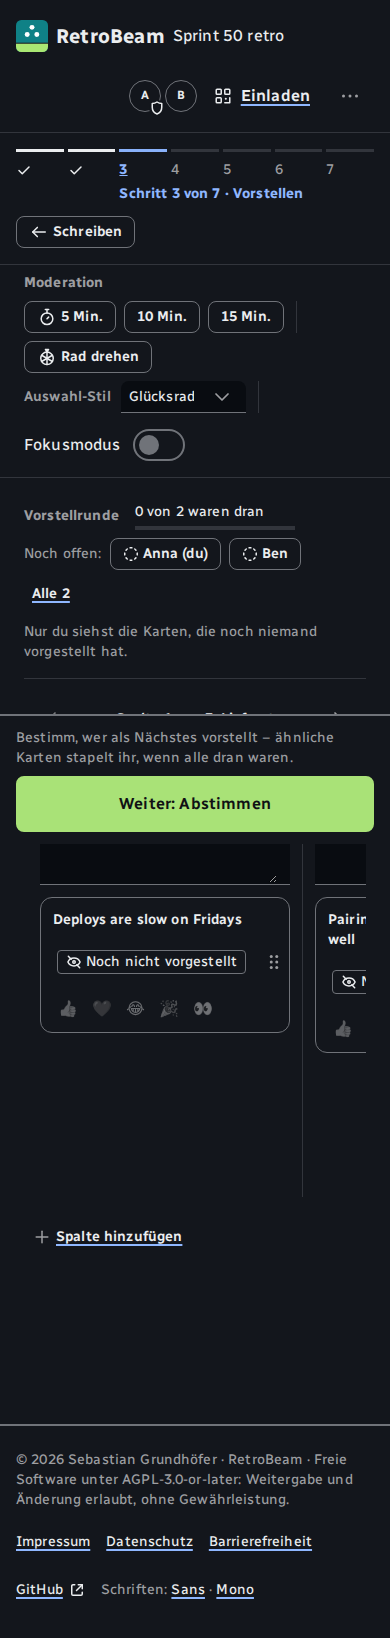 RetroBeam Sprint 50 retro
A B Einladen
3 4 5 6 7
Schritt 3 von 7 · Vorstellen
Schreiben
Moderation
5 Min. 10 Min. 15 Min.
Rad drehen
Auswahl-Stil Glücksrad
Fokusmodus
Vorstellrunde 0 von 2 waren dran
Noch offen: Anna (du) Ben
Alle 2
Nur du siehst die Karten, die noch niemand
vorgestellt hat.
Bestimm, wer als Nächstes vorstellt – ähnliche
Karten stapelt ihr, wenn alle dran waren.
Weiter: Abstimmen
Deploys are slow on Fridays
Noch nicht vorgestellt
well
Spalte hinzufügen
© 2026 Sebastian Grundhöfer · RetroBeam · Freie
Software unter AGPL-3.0-or-later: Weitergabe und
Änderung erlaubt, ohne Gewährleistung.
Impressum Datenschutz Barrierefreiheit
GitHub Schriften: Sans · Mono